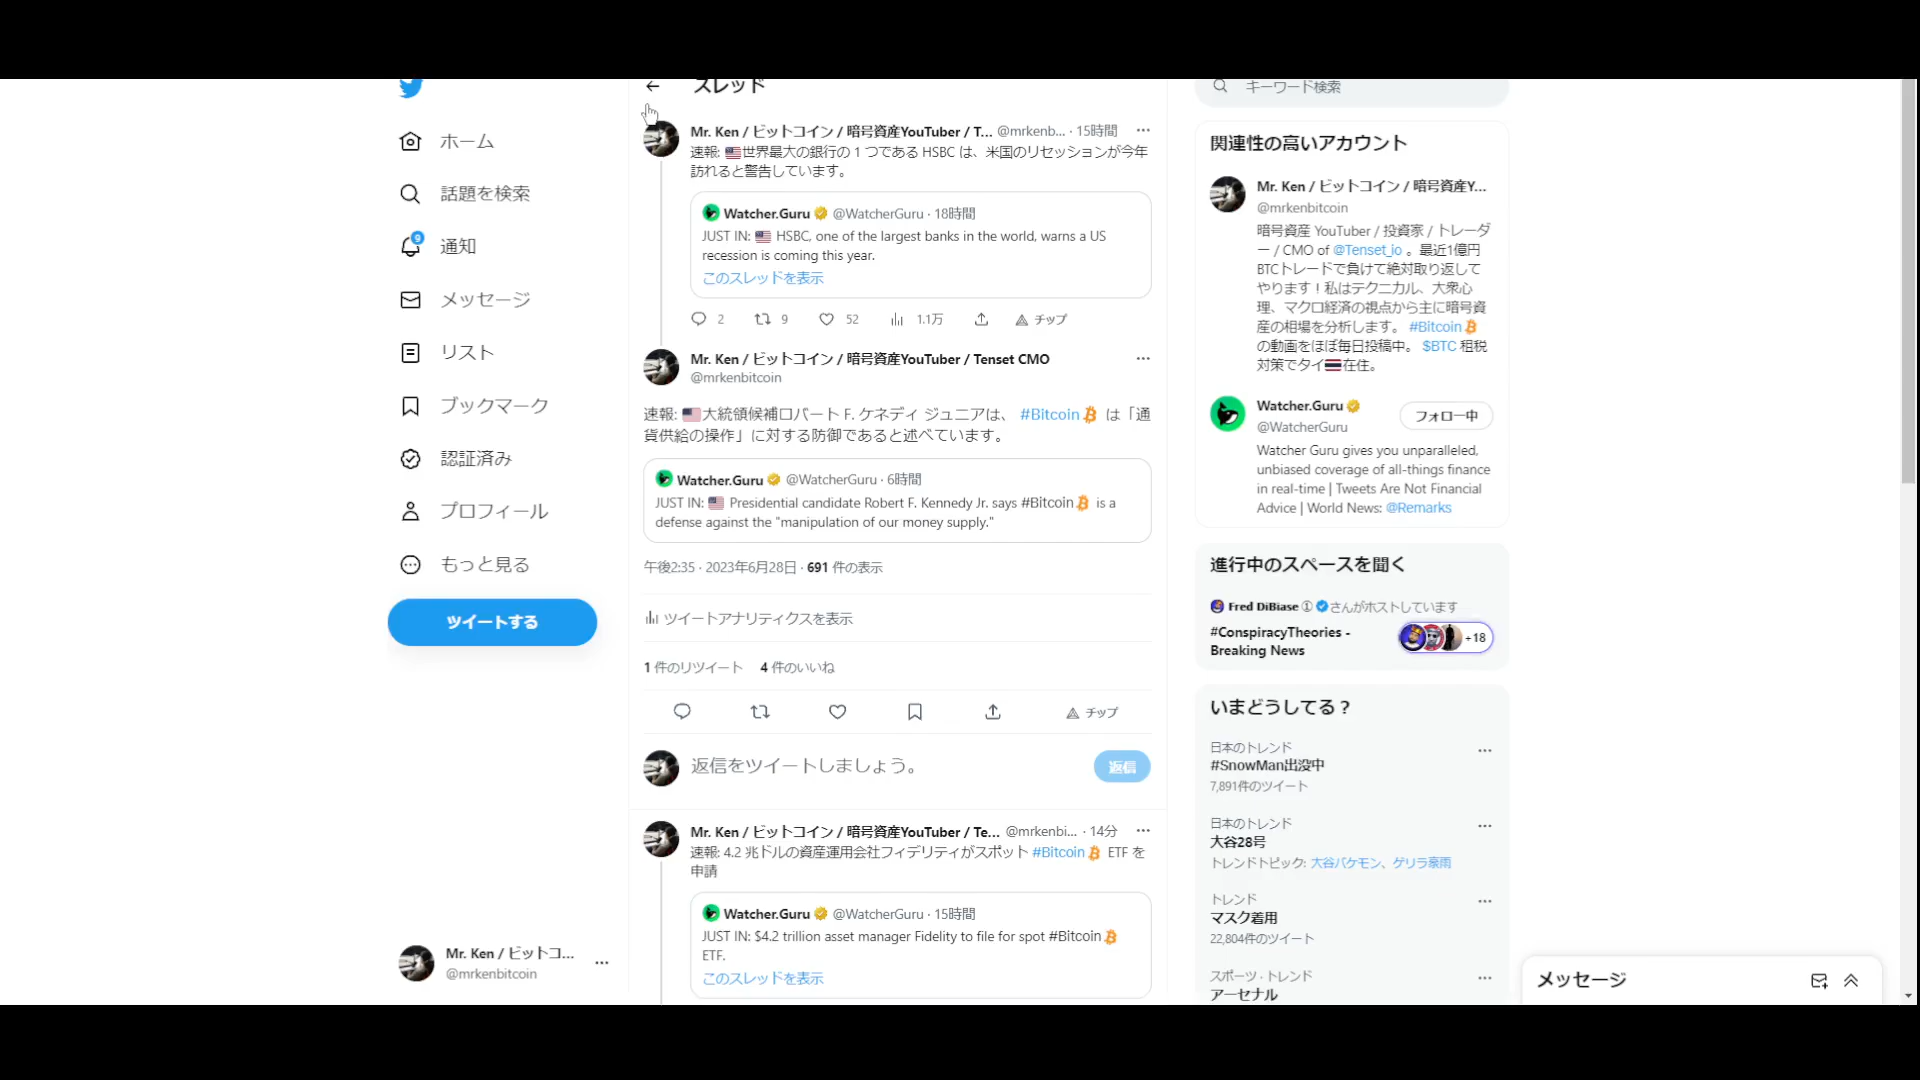 スレッド
キーワード検索
ホーム
話題を検索
9
通知
メッセージ
リスト
ブックマーク
認証済み
プロフィール
もっと見る
ツイートする
Mr. Ken / ビットコ...
@mrkenbitcoin
Mr. Ken / ビットコイン / 暗号資産YouTuber / T... @mrkenb... · 15時間
速報: 🇺🇸世界最大の銀行の 1 つである HSBC は、米国のリセッションが今年
訪れると警告しています。
Watcher.Guru @WatcherGuru · 18時間
JUST IN: 🇺🇸 HSBC, one of the largest banks in the world, warns a US
recession is coming this year.
このスレッドを表示
2 9 52 1.1万 チップ
Mr. Ken / ビットコイン / 暗号資産YouTuber / Tenset CMO
@mrkenbitcoin
速報: 🇺🇸大統領候補ロバート F. ケネディ ジュニアは、 #Bitcoin は「通
貨供給の操作」に対する防御であると述べています。
Watcher.Guru @WatcherGuru · 6時間
JUST IN: 🇺🇸 Presidential candidate Robert F. Kennedy Jr. says #Bitcoin is a
defense against the "manipulation of our money supply."
午後2:35 · 2023年6月28日 · 691 件の表示
ツイートアナリティクスを表示
1 件のリツイート 4 件のいいね
チップ
返信をツイートしましょう。
返信
Mr. Ken / ビットコイン / 暗号資産YouTuber / Te... @mrkenbi... · 14分
速報: 4.2 兆ドルの資産運用会社フィデリティがスポット #Bitcoin ETF を
申請
Watcher.Guru @WatcherGuru · 15時間
JUST IN: $4.2 trillion asset manager Fidelity to file for spot #Bitcoin
ETF.
このスレッドを表示
関連性の高いアカウント
Mr. Ken / ビットコイン / 暗号資産Y...
@mrkenbitcoin
暗号資産 YouTuber / 投資家 / トレーダ
ー / CMO of @Tenset_io 。最近1億円
BTCトレードで負けて絶対取り返して
やります！私はテクニカル、大衆心
理、マクロ経済の視点から主に暗号資
産の相場を分析します。 #Bitcoin
の動画をほぼ毎日投稿中。 $BTC 租税
対策でタイ🇹🇭在住。
Watcher.Guru
@WatcherGuru
フォロー中
Watcher Guru gives you unparalleled,
unbiased coverage of all-things finance
in real-time | Tweets Are Not Financial
Advice | World News: @Remarks
進行中のスペースを聞く
Fred DiBiase ① さんがホストしています
#ConspiracyTheories -
Breaking News
+18
いまどうしてる？
日本のトレンド
#SnowMan出没中
7,891件のツイート
日本のトレンド
大谷28号
トレンドトピック: 大谷バケモン、ゲリラ豪雨
トレンド
マスク着用
22,804件のツイート
スポーツ · トレンド
アーセナル
メッセージ